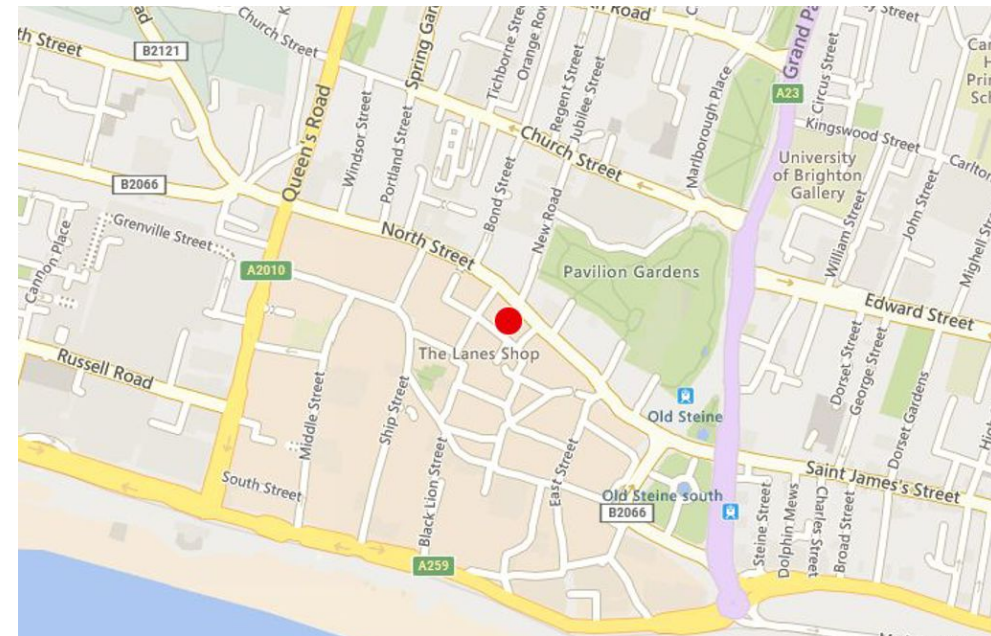 Road
Church Street
Spring Gar
Tichborne Street
Orange Row
Road
Grand Pa
Street
th Street
B2121
Queen's Road
Windsor Street
Portland Street
Regent Street
Jubilee Street
Marlborough Place
A23
Circus Street
Kingswood Street
Carlton
Church Street
University
of Brighton
Gallery
B2066
Bond Street
New Road
William Street
John Street
Mighell Str
Cannon Place
Grenville Street
North Street
A2010
Pavilion Gardens
Edward Street
The Lanes Shop
Dorset Street
George Street
Dorset Gardens
Russell Road
Middle Street
Ship Street
Old Steine
South Street
Black Lion Street
East Street
Old Steine south
B2066
Saint James's Street
Steine Street
Dolphin Mews
Charles Street
Broad Street
A259